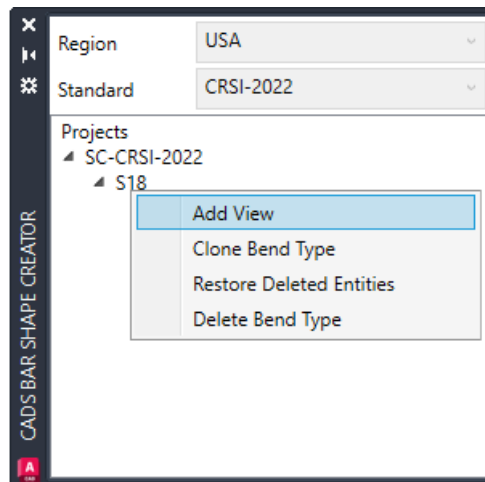 Region USA
Standard CRSI-2022
Projects
SC-CRSI-2022
S18
Add View
Clone Bend Type
Restore Deleted Entities
Delete Bend Type
CADS BAR SHAPE CREATOR
A
CAD